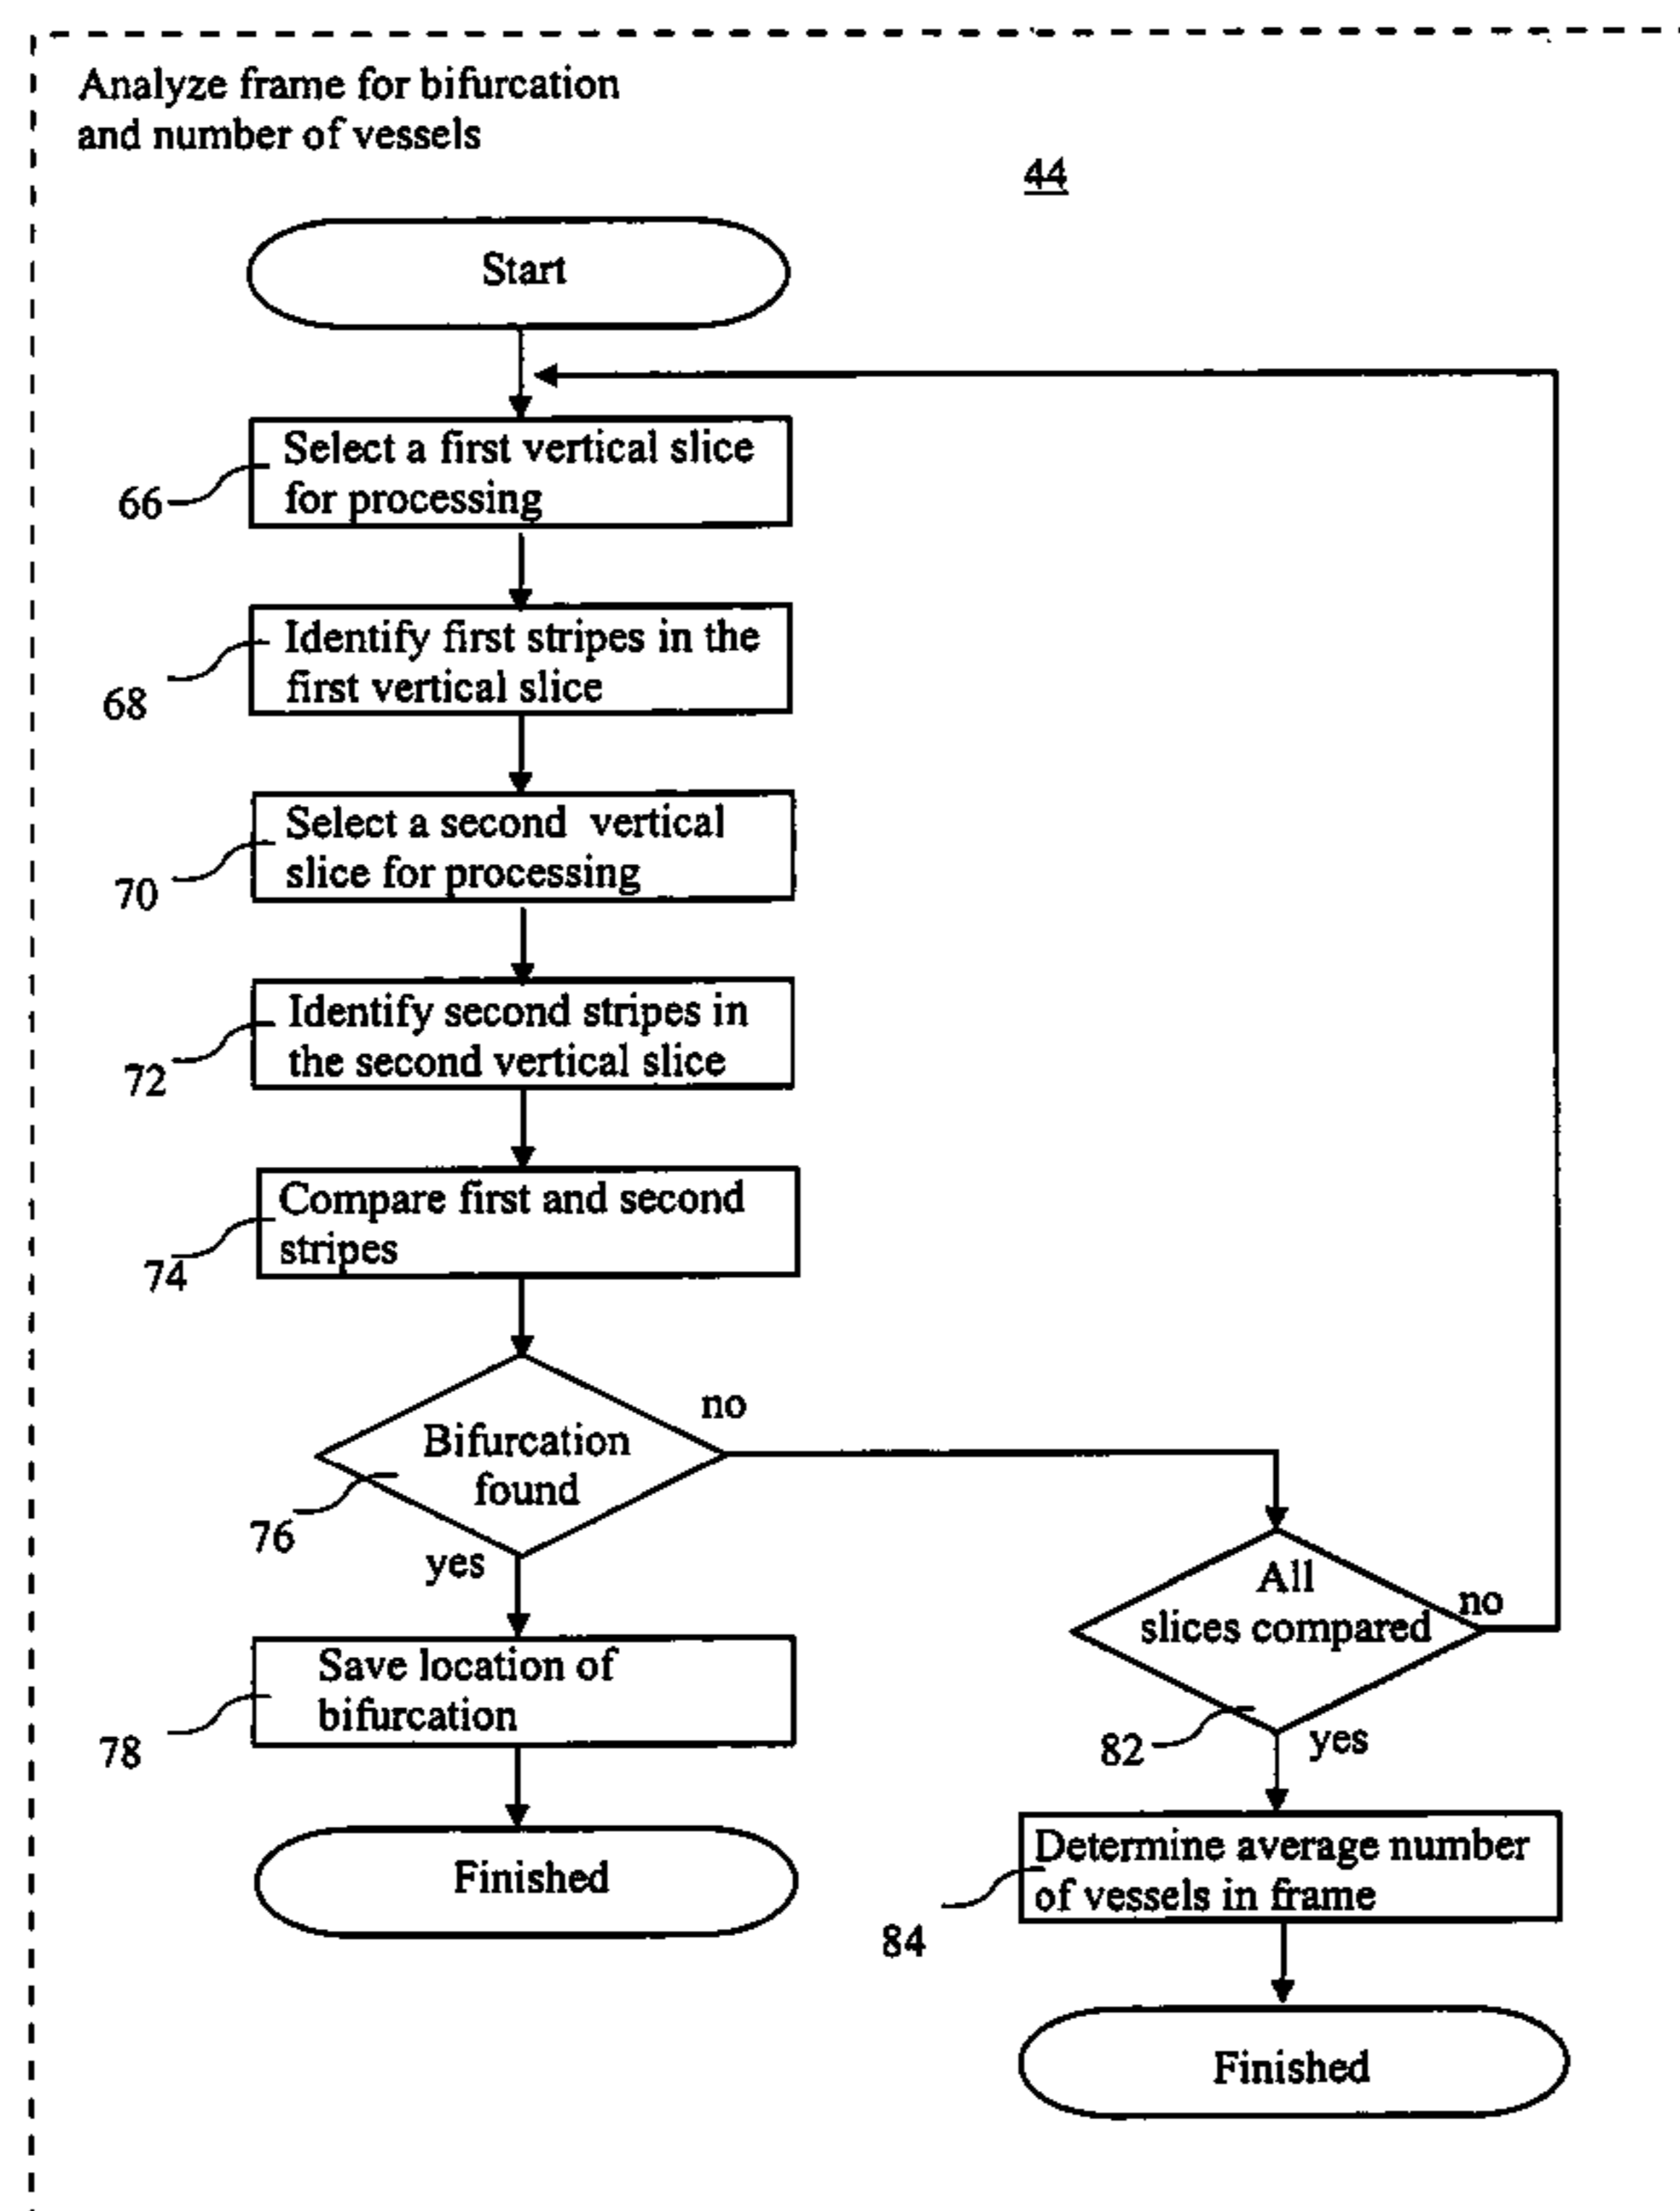 Analyze frame for bifurcation
and number of vessels
44
Start
Select a first vertical slice
for processing
66
Identify first stripes in the
first vertical slice
68
Select a second vertical
slice for processing
70
Identify second stripes in
the second vertical slice
72
Compare first and second
stripes
74
no
Bifurcation
found
76
yes
All
slices compared
no
Save location of
bifurcation
78
82
yes
Determine average number
of vessels in frame
84
Finished
Finished